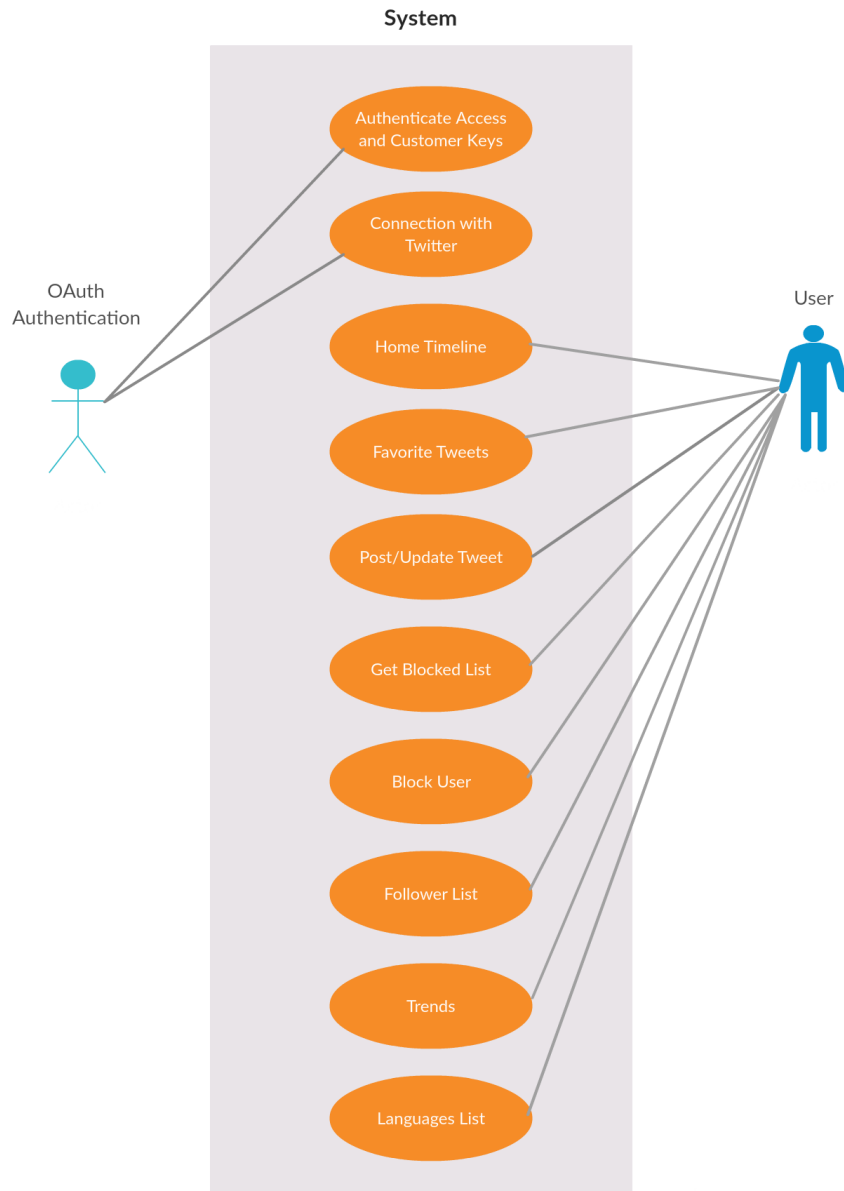 System
Authenticate Access
and Customer Keys
Connection with
Twitter
OAuth
Authentication
User
Home Timeline
Favorite Tweets
Post/Update Tweet
Get Blocked List
Block User
Follower List
Trends
Languages List